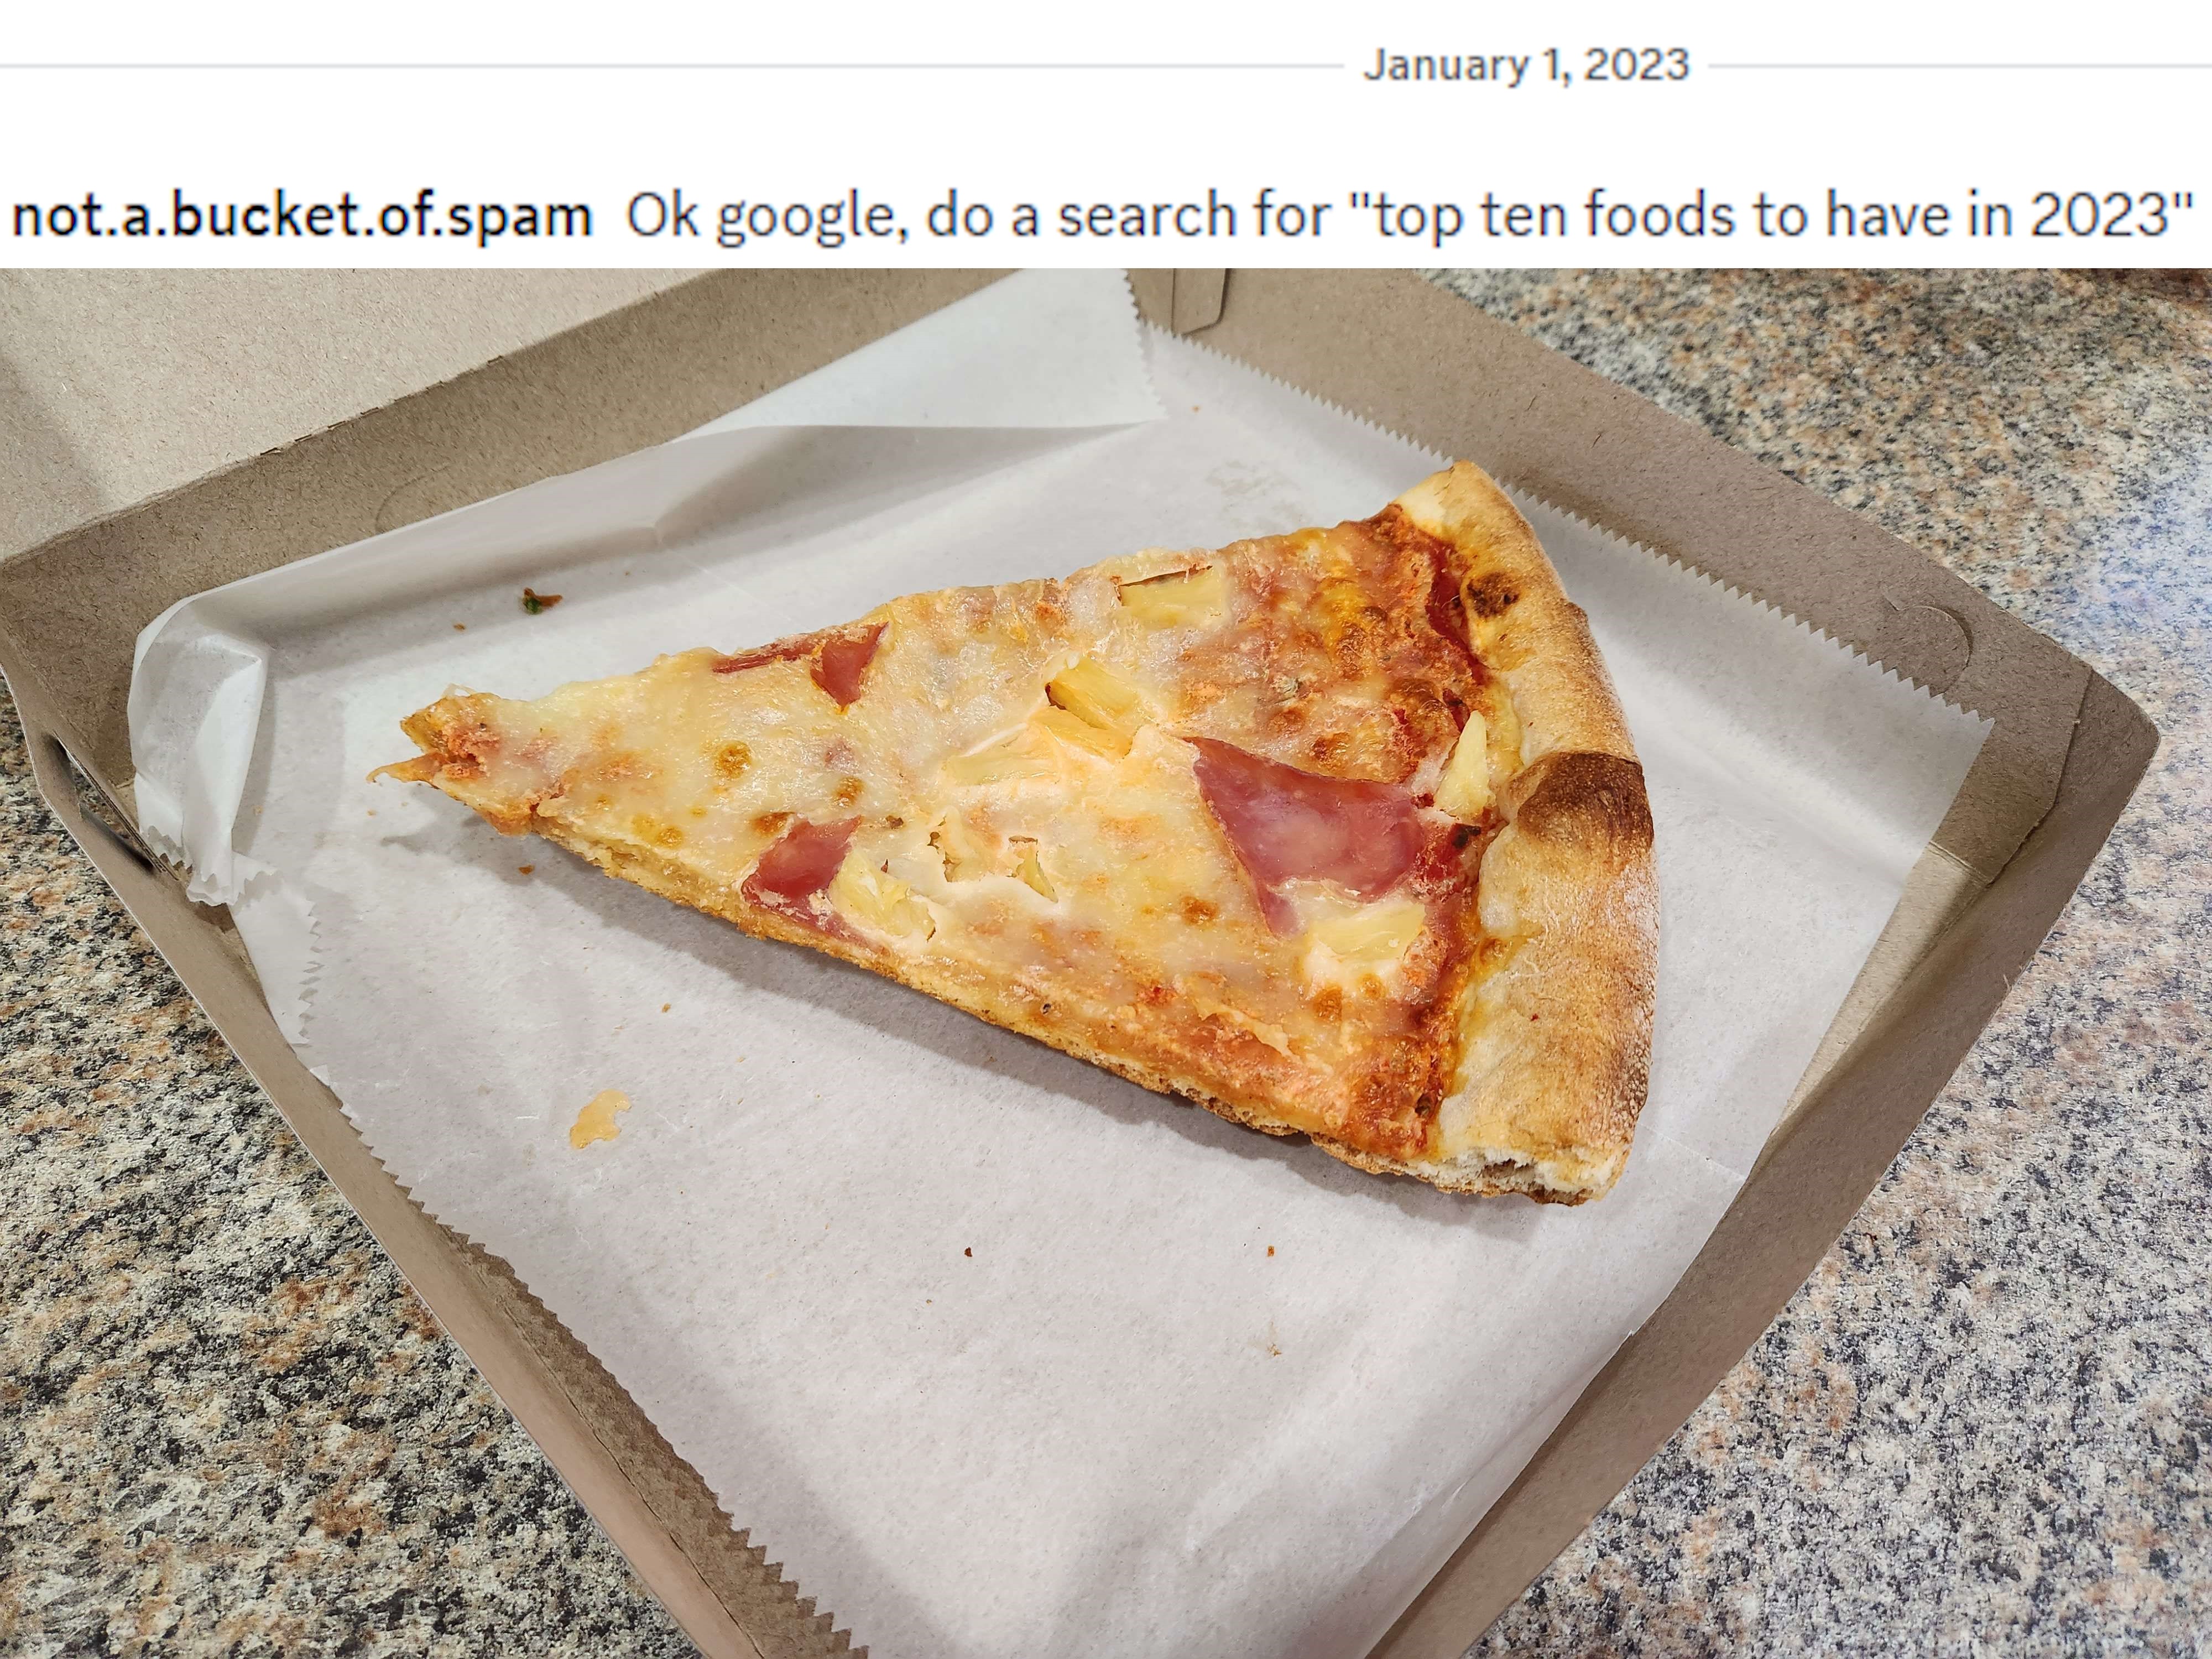 January 1, 2023
not.a.bucket.of.spam Ok google, do a search for "top ten foods to have in 2023"